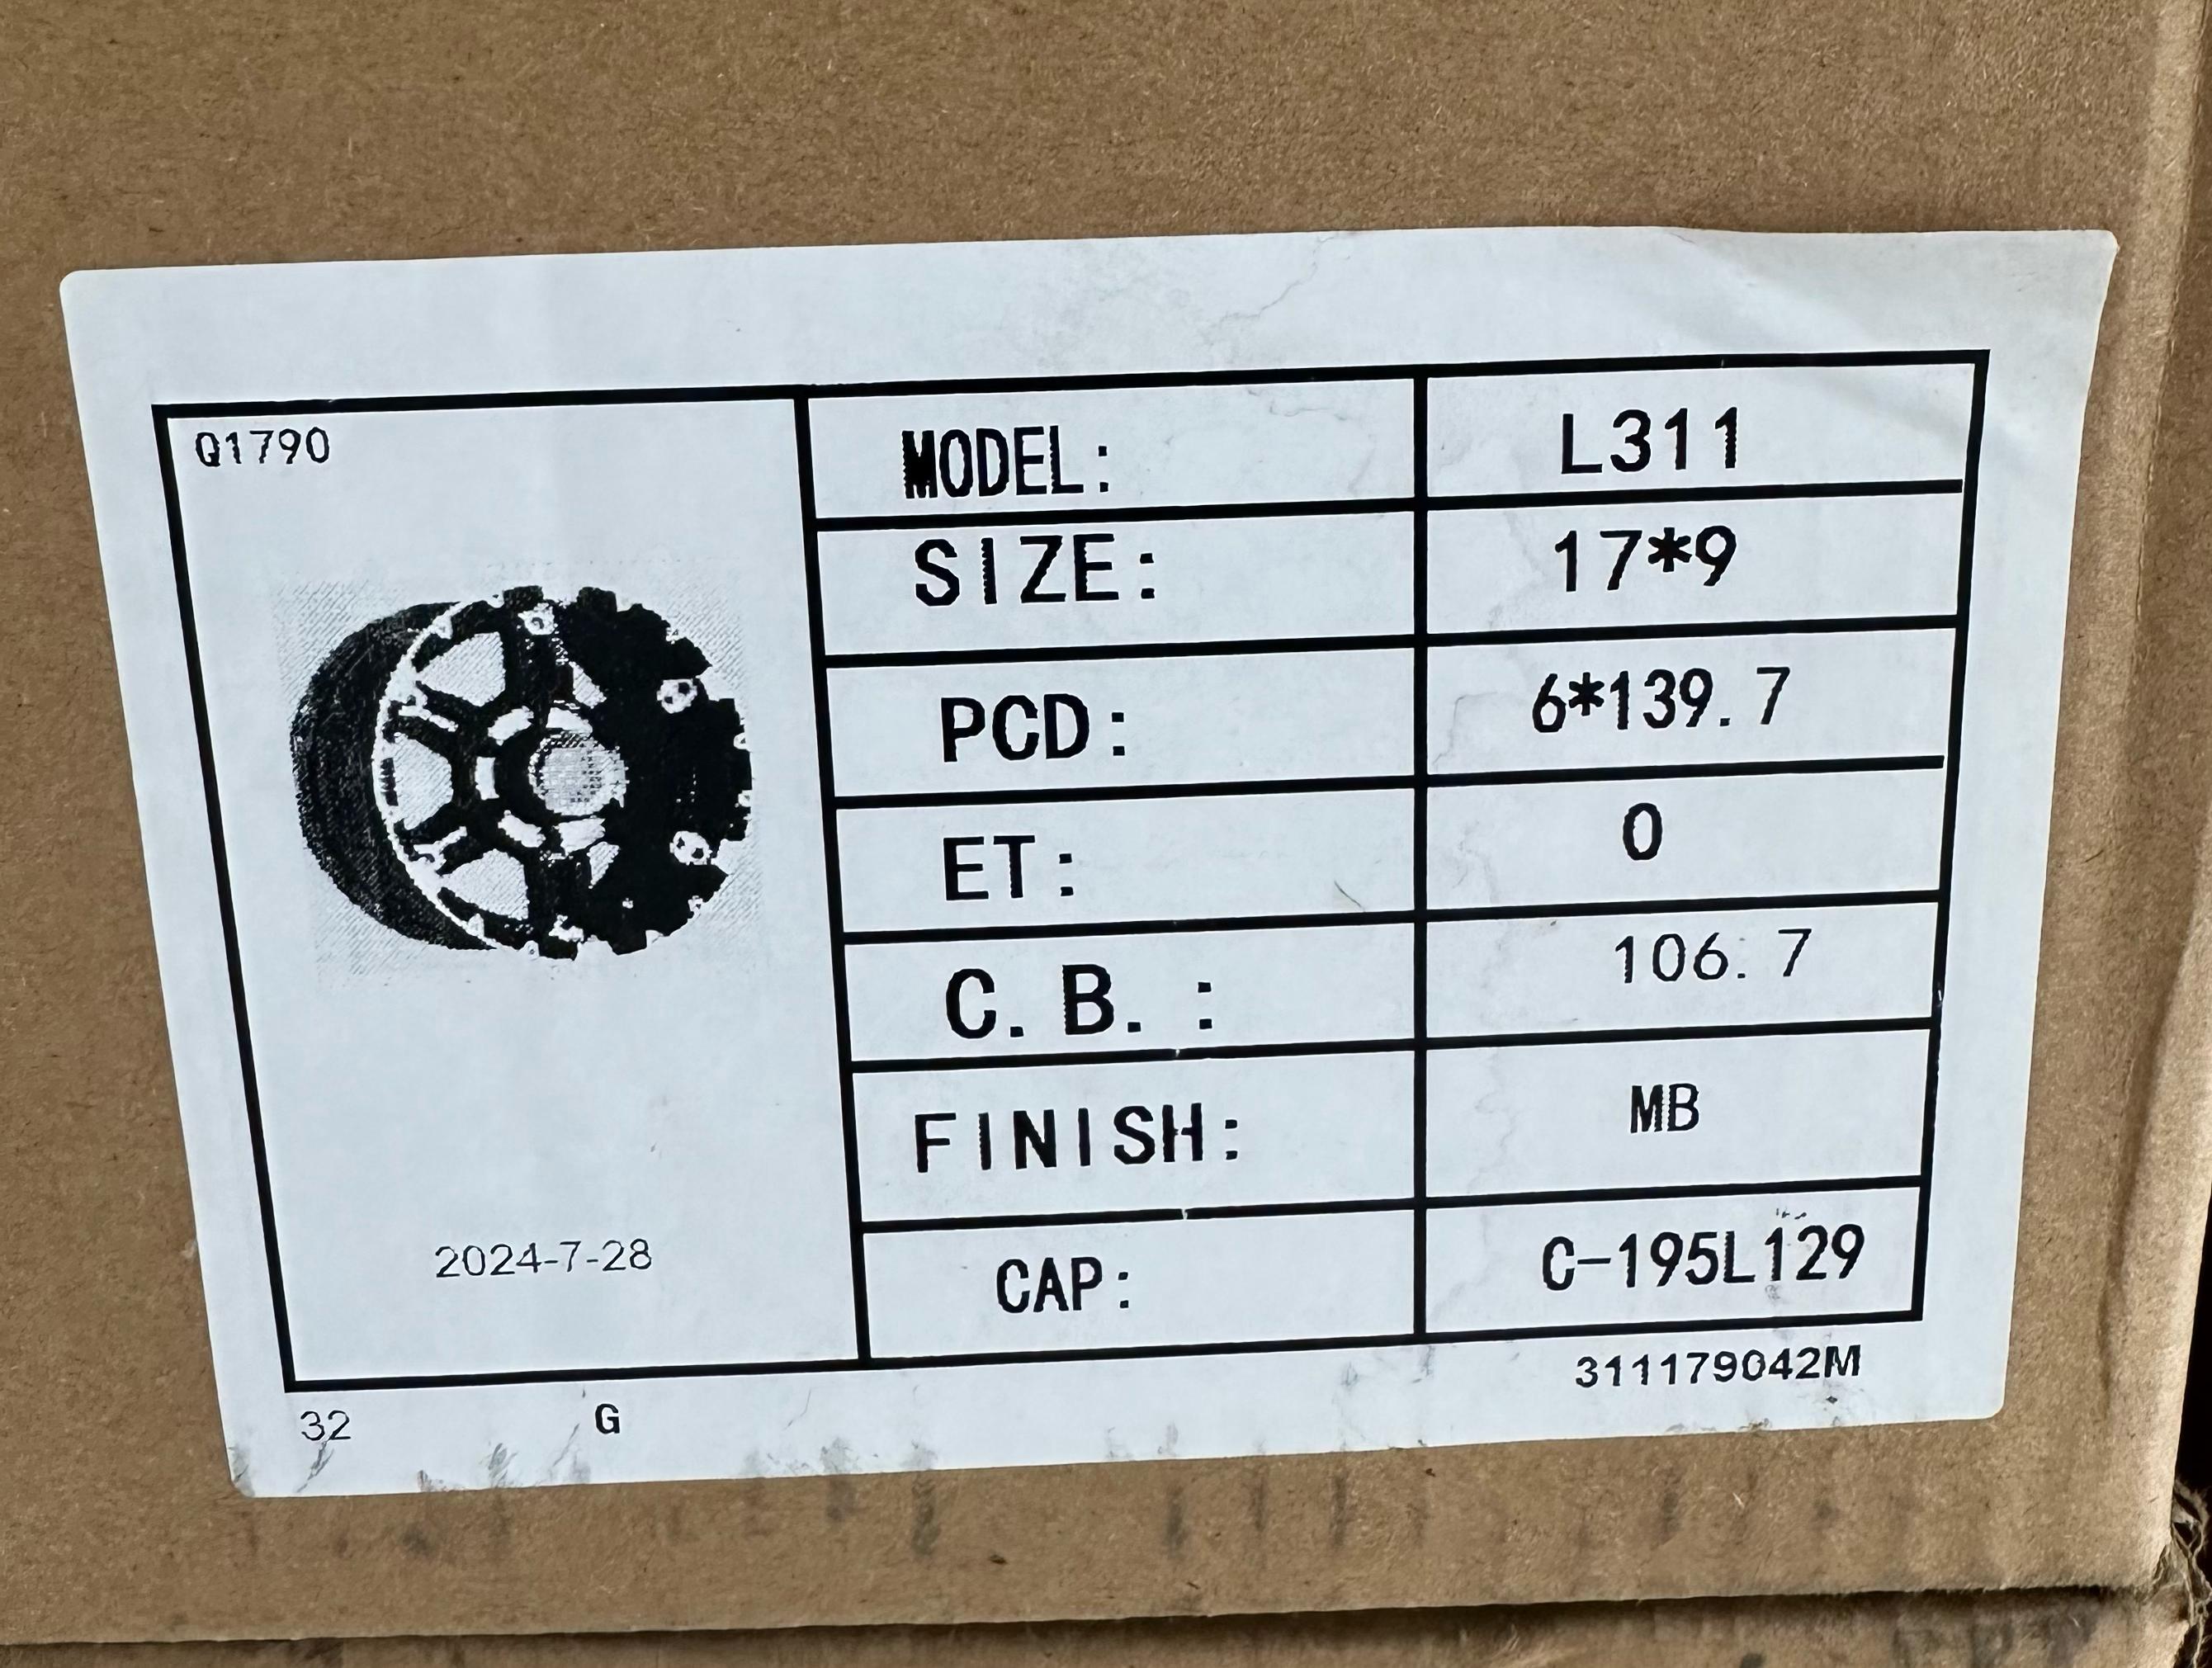 Q1790
MODEL: L311
SIZE: 17*9
PCD: 6*139.7
ET: 0
C.B.: 106.7
FINISH: MB
2024-7-28
CAP: C-195L129
311179042M
32 G